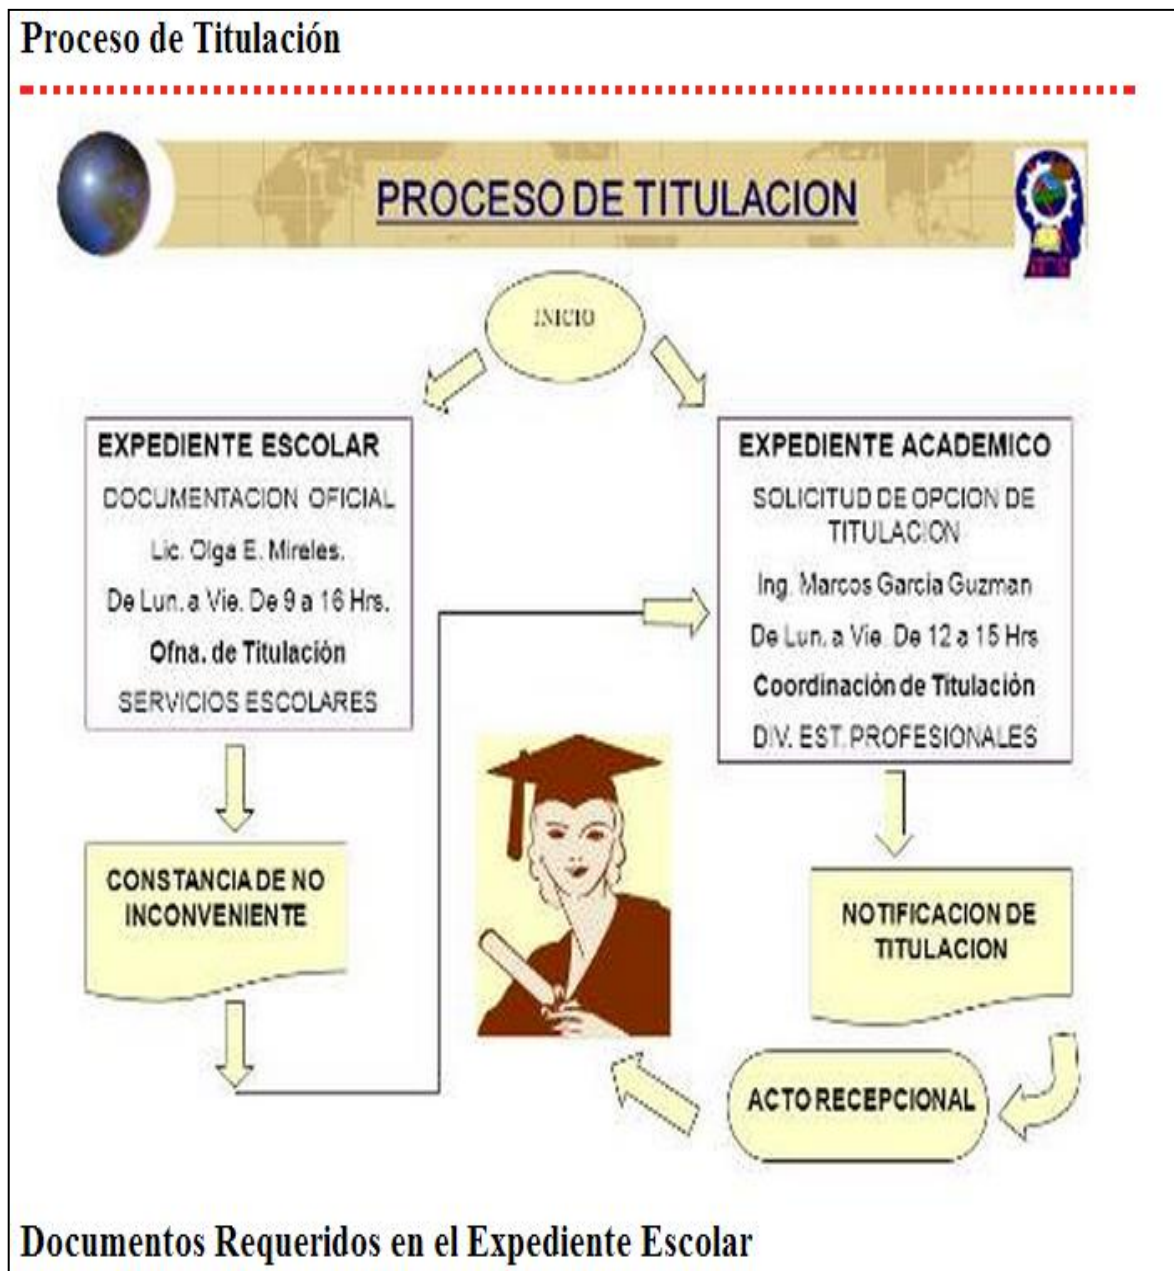 Proceso de Titulación
PROCESO DE TITULACION
INICIO
EXPEDIENTE ESCOLAR
DOCUMENTACION OFICIAL
Lic. Olga E. Mireles.
De Lun. a Vie. De 9 a 16 Hrs.
Ofna. de Titulación
SERVICIOS ESCOLARES
EXPEDIENTE ACADEMICO
SOLICITUD DE OPCION DE
TITULACION
Ing. Marcos Garcia Guzman
De Lun. a Vie. De 12 a 15 Hrs
Coordinación de Titulación
DIV. EST. PROFESIONALES
CONSTANCIA DE NO
INCONVENIENTE
NOTIFICACION DE
TITULACION
ACTO RECEPCIONAL
Documentos Requeridos en el Expediente Escolar